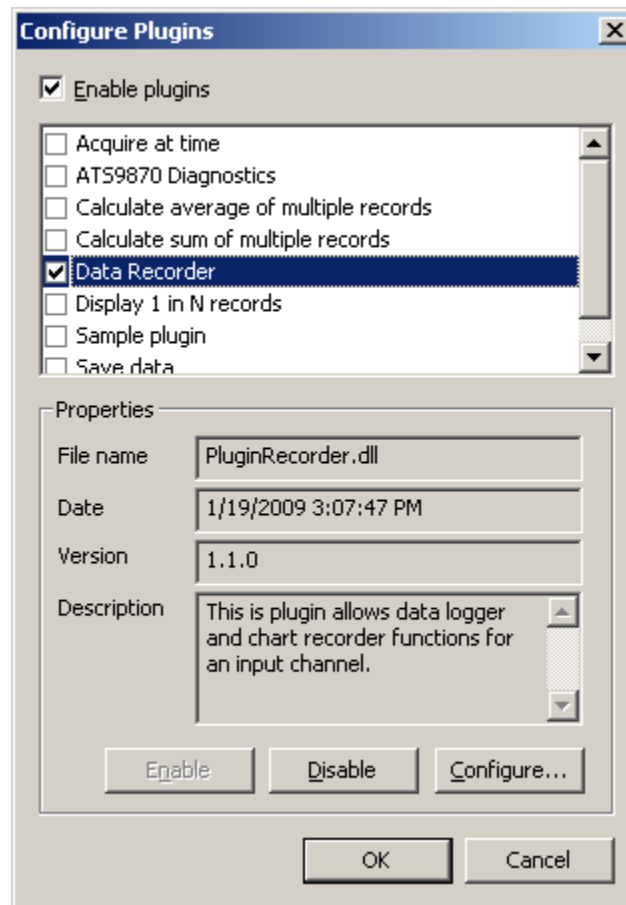 Configure Plugins
Enable plugins
Acquire at time
ATS9870 Diagnostics
Calculate average of multiple records
Calculate sum of multiple records
Data Recorder
Display 1 in N records
Sample plugin
Save data
Properties
File name PluginRecorder.dll
Date 1/19/2009 3:07:47 PM
Version 1.1.0
Description This is plugin allows data logger
and chart recorder functions for
an input channel.
Enable Disable Configure...
OK Cancel